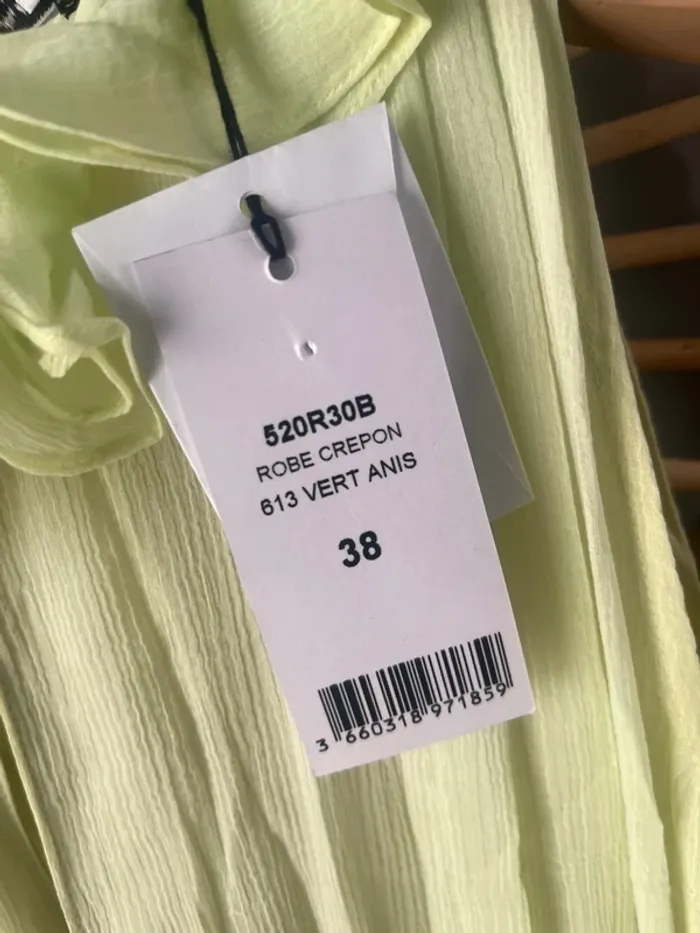 520R30B
ROBE CREPON
613 VERT ANIS
38
3 660318 971859